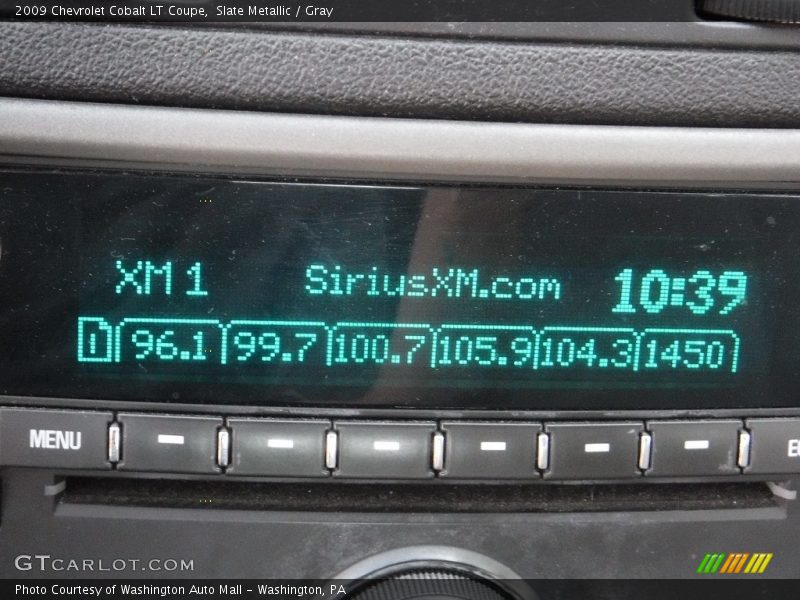 2009 Chevrolet Cobalt LT Coupe, Slate Metallic / Gray
XM 1 SiriusXM.com 10:39
1 96.1 99.7 100.7 105.9 104.3 1450
MENU
GTCARLOT.COM
Photo Courtesy of Washington Auto Mall - Washington, PA